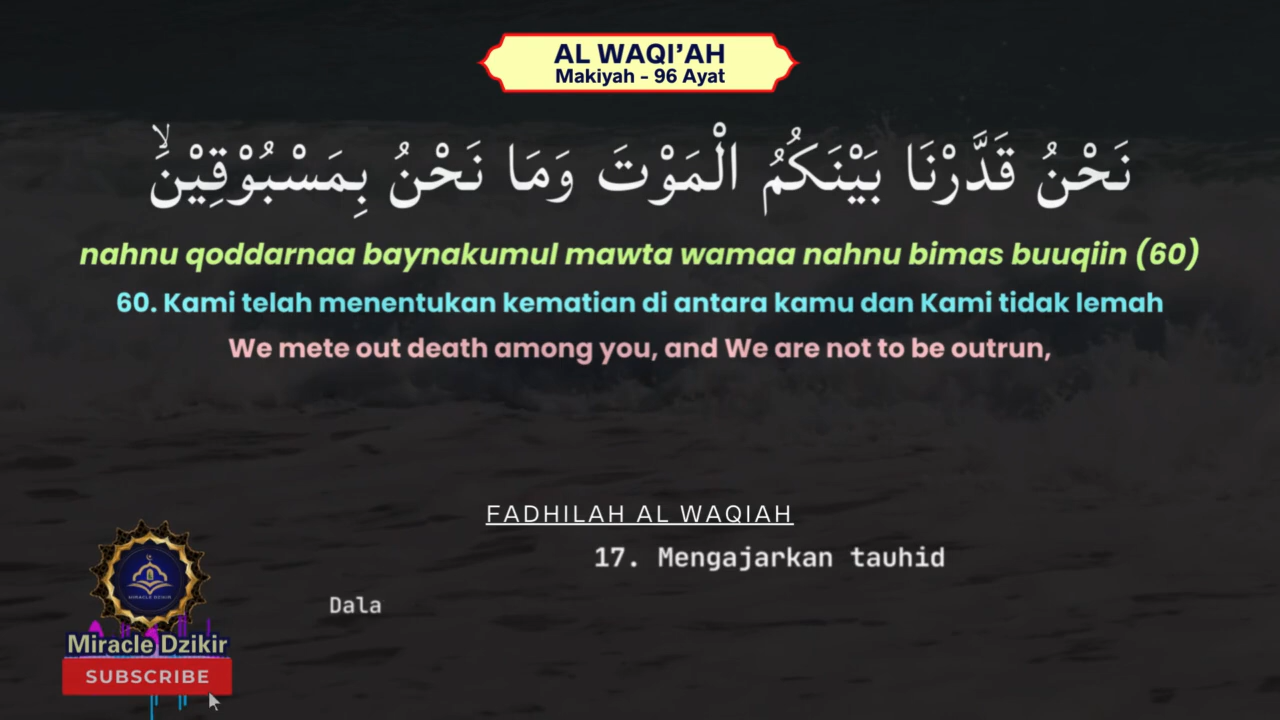 AL WAQI’AH
Makiyah - 96 Ayat
نَحْنُ قَدَّرْنَا بَيْنَكُمُ الْمَوْتَ وَمَا نَحْنُ بِمَسْبُوْقِيْنَۙ
nahnu qoddarnaa baynakumul mawta wamaa nahnu bimas buuqiin (60)
60. Kami telah menentukan kematian di antara kamu dan Kami tidak lemah
We mete out death among you, and We are not to be outrun,
FADHILAH AL WAQIAH
17. Mengajarkan tauhid
Dala
MIRACLE DZIKIR
Miracle Dzikir
SUBSCRIBE